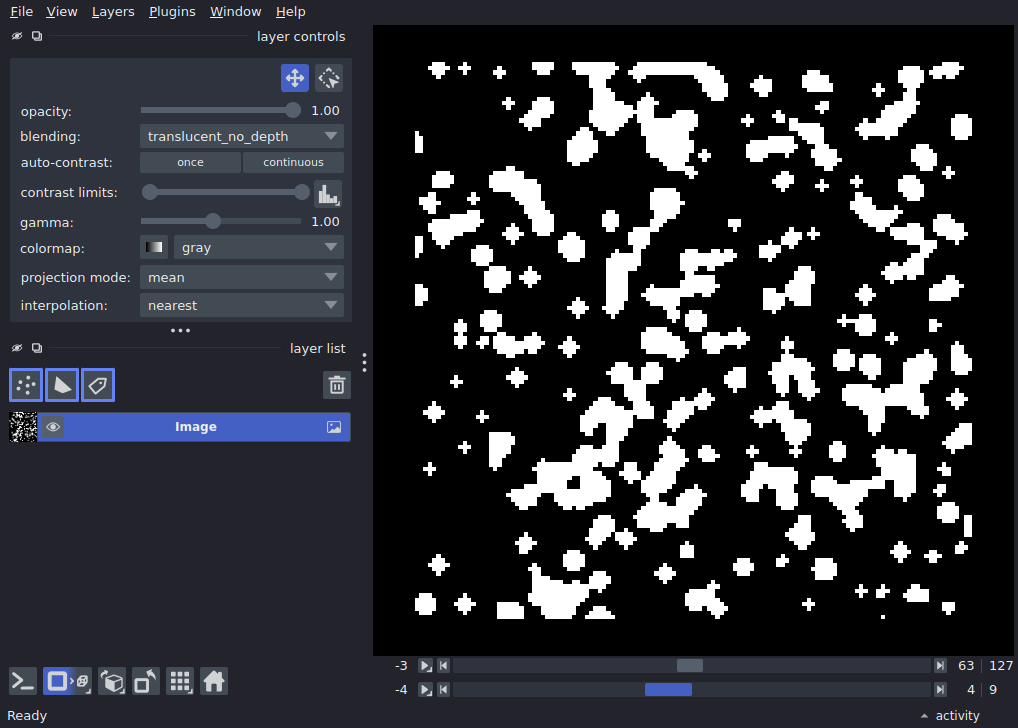 File View Layers Plugins Window Help
layer controls
opacity: 1.00
blending: translucent_no_depth
auto-contrast: once continuous
contrast limits:
gamma: 1.00
colormap: gray
projection mode: mean
interpolation: nearest
layer list
Image
-3 63 127
-4 4 9
Ready activity